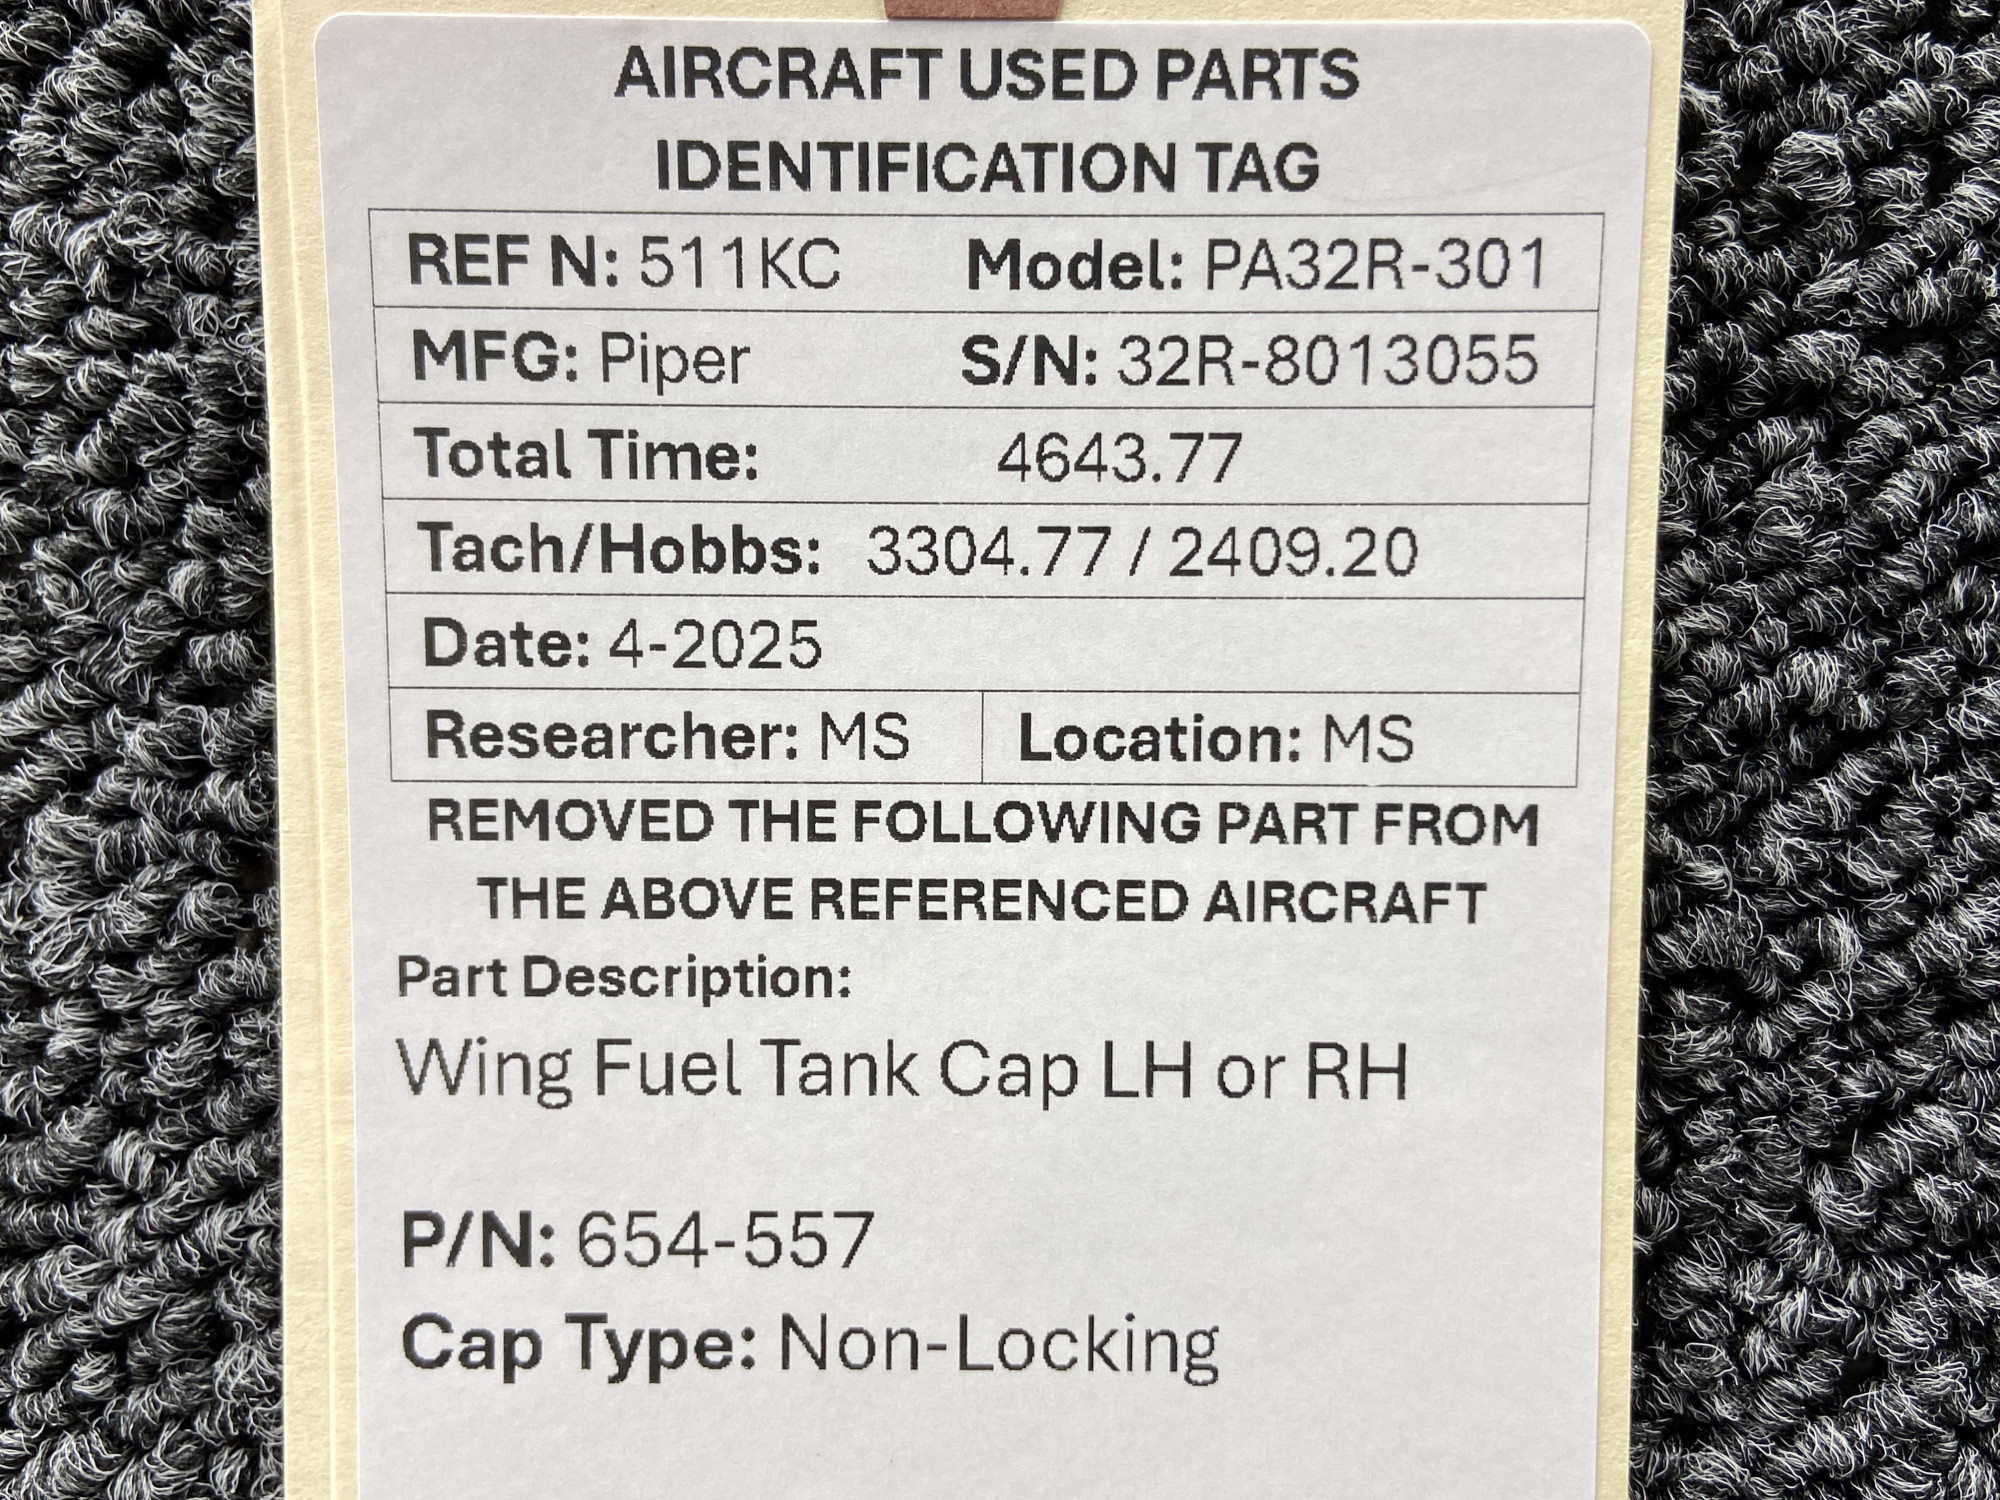 AIRCRAFT USED PARTS
IDENTIFICATION TAG
REF N: 511KC Model: PA32R-301
MFG: Piper S/N: 32R-8013055
Total Time: 4643.77
Tach/Hobbs: 3304.77 / 2409.20
Date: 4-2025
Researcher: MS Location: MS
REMOVED THE FOLLOWING PART FROM
THE ABOVE REFERENCED AIRCRAFT
Part Description:
Wing Fuel Tank Cap LH or RH
P/N: 654-557
Cap Type: Non-Locking